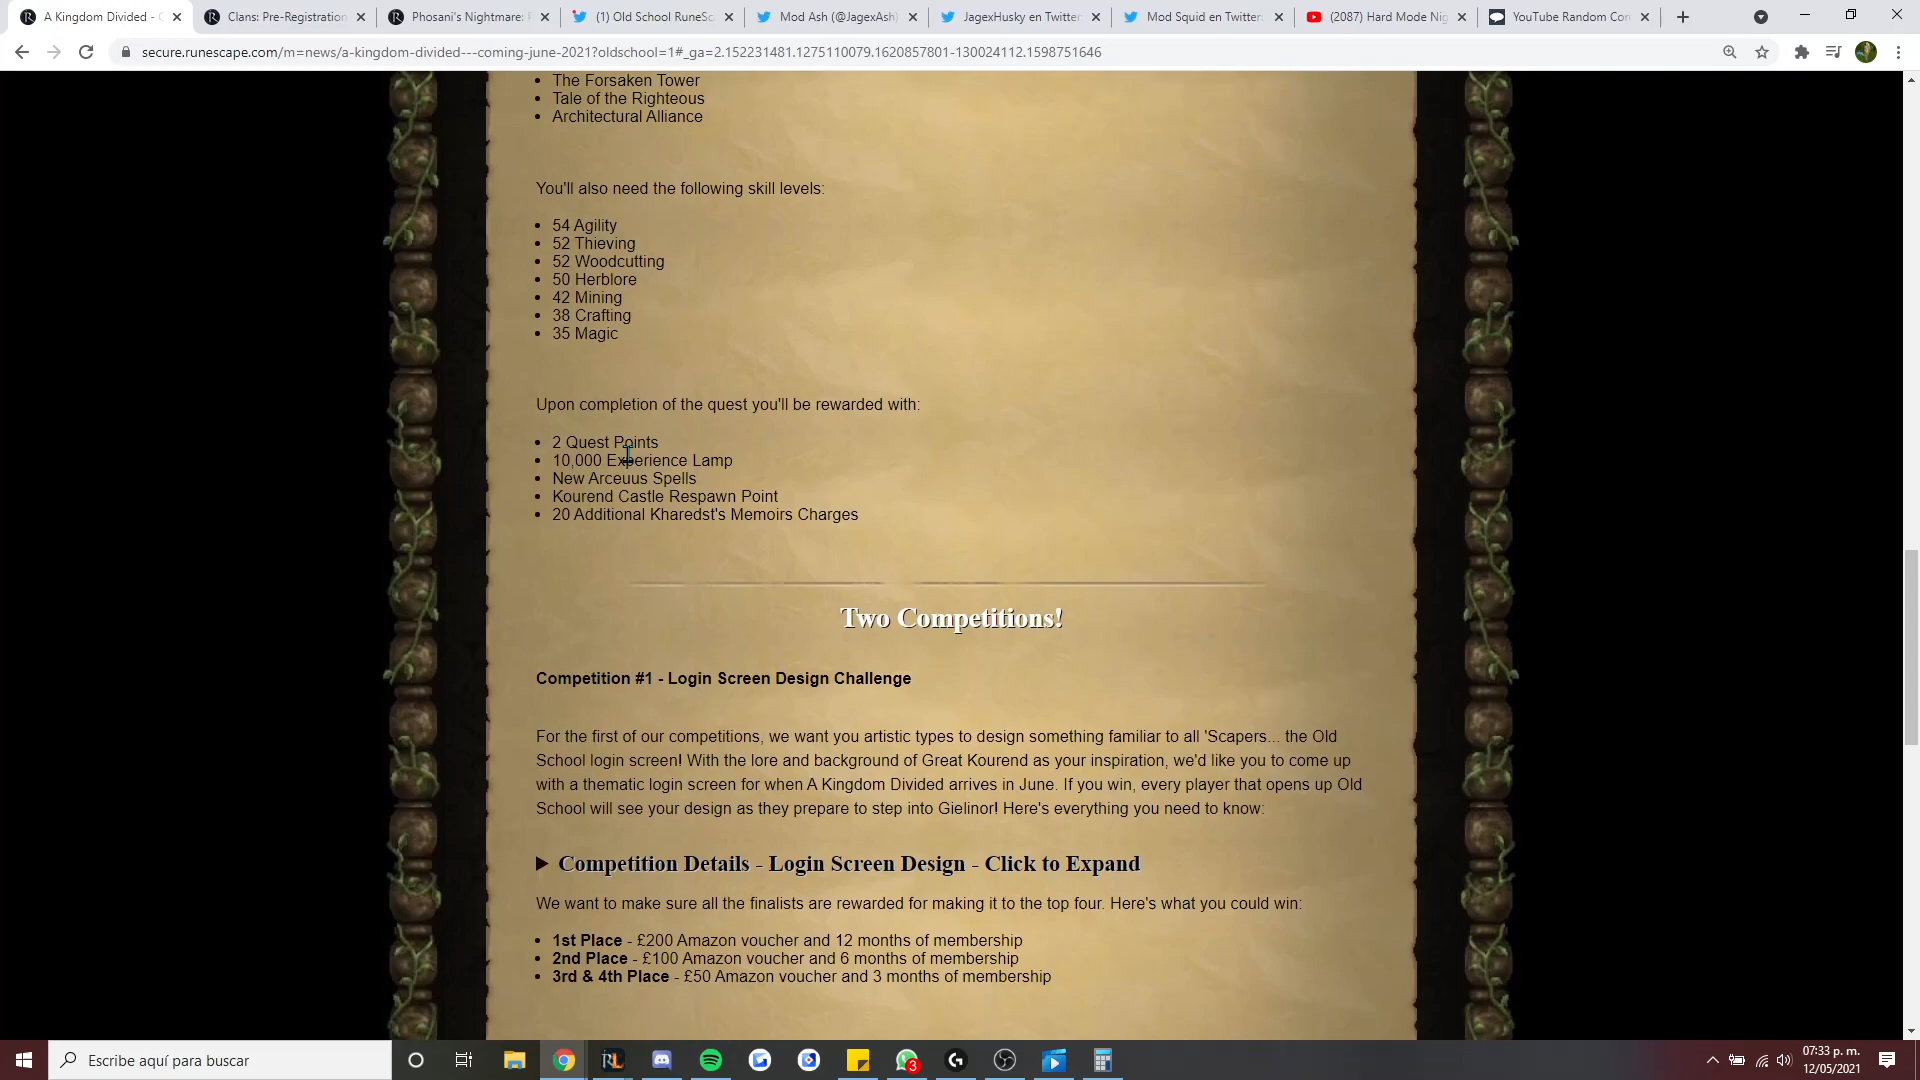 A Kingdom Divided - C
Clans: Pre-Registration
Phosani's Nightmare: R
(1) Old School RuneSc
Mod Ash (@JagexAsh)
JagexHusky en Twitter
Mod Squid en Twitter:
(2087) Hard Mode Nig
YouTube Random Com
secure.runescape.com/m=news/a-kingdom-divided---coming-june-2021?oldschool=1#_ga=2.152231481.1275110079.1620857801-130024112.1598751646
• The Forsaken Tower
• Tale of the Righteous
• Architectural Alliance
You'll also need the following skill levels:
• 54 Agility
• 52 Thieving
• 52 Woodcutting
• 50 Herblore
• 42 Mining
• 38 Crafting
• 35 Magic
Upon completion of the quest you'll be rewarded with:
• 2 Quest Points
• 10,000 Experience Lamp
• New Arceuus Spells
• Kourend Castle Respawn Point
• 20 Additional Kharedst's Memoirs Charges
Two Competitions!
Competition #1 - Login Screen Design Challenge
For the first of our competitions, we want you artistic types to design something familiar to all 'Scapers... the Old
School login screen! With the lore and background of Great Kourend as your inspiration, we'd like you to come up
with a thematic login screen for when A Kingdom Divided arrives in June. If you win, every player that opens up Old
School will see your design as they prepare to step into Gielinor! Here's everything you need to know:
Competition Details - Login Screen Design - Click to Expand
We want to make sure all the finalists are rewarded for making it to the top four. Here's what you could win:
• 1st Place - £200 Amazon voucher and 12 months of membership
• 2nd Place - £100 Amazon voucher and 6 months of membership
• 3rd & 4th Place - £50 Amazon voucher and 3 months of membership
Escribe aquí para buscar
3
07:33 p. m.
12/05/2021